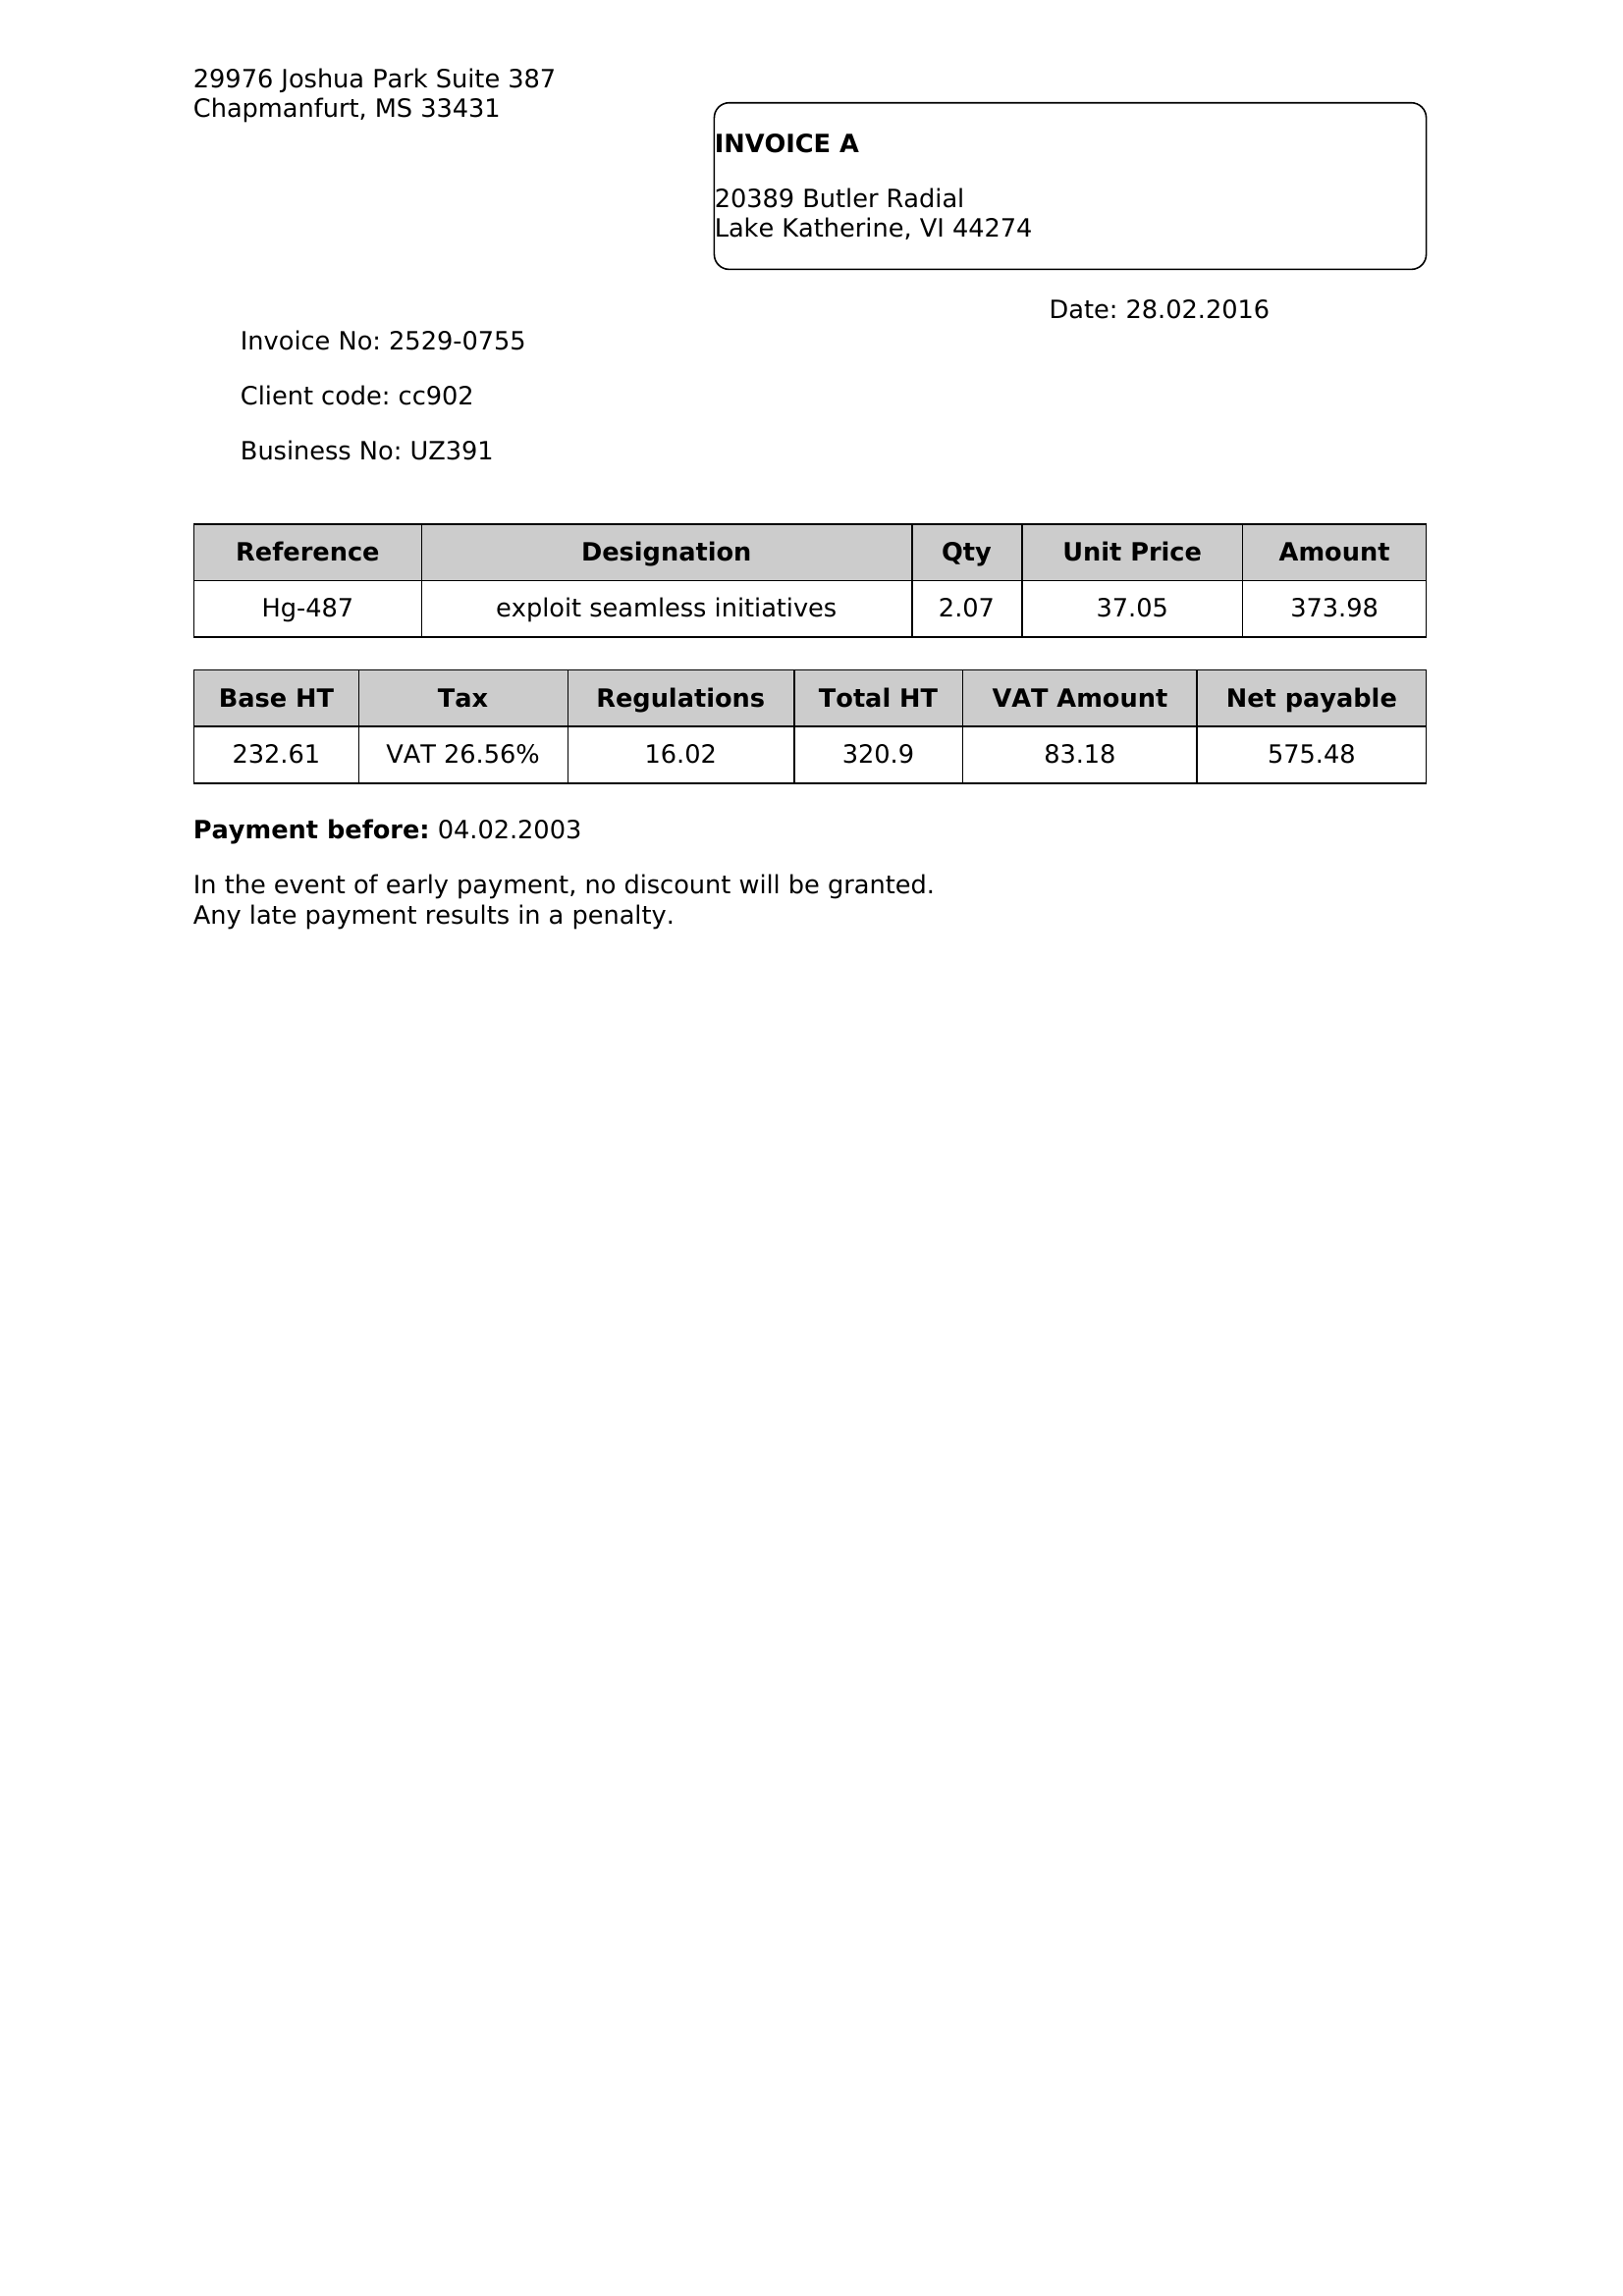 29976 Joshua Park Suite 387
Chapmanfurt, MS 33431
INVOICE A
20389 Butler Radial
Lake Katherine, VI 44274
Date: 28.02.2016
Invoice No: 2529-0755
Client code: cc902
Business No: UZ391
Reference Designation Qty Unit Price Amount
Hg-487 exploit seamless initiatives 2.07 37.05 373.98
Base HT Tax Regulations Total HT VAT Amount Net payable
232.61 VAT 26.56% 16.02 320.9 83.18 575.48
Payment before: 04.02.2003
In the event of early payment, no discount will be granted.
Any late payment results in a penalty.